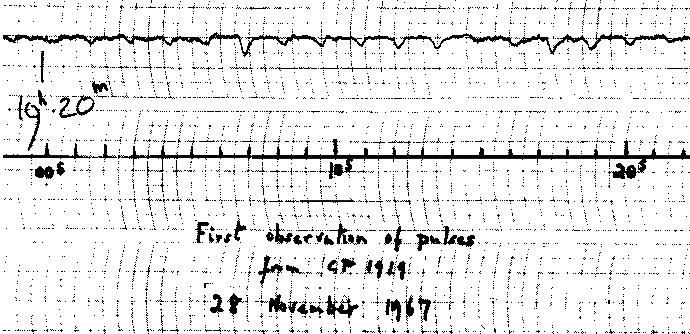 19ʰ 20ᵐ
00ˢ 10ˢ 20ˢ
First observation of pulses
from CP 1919
28 November 1967